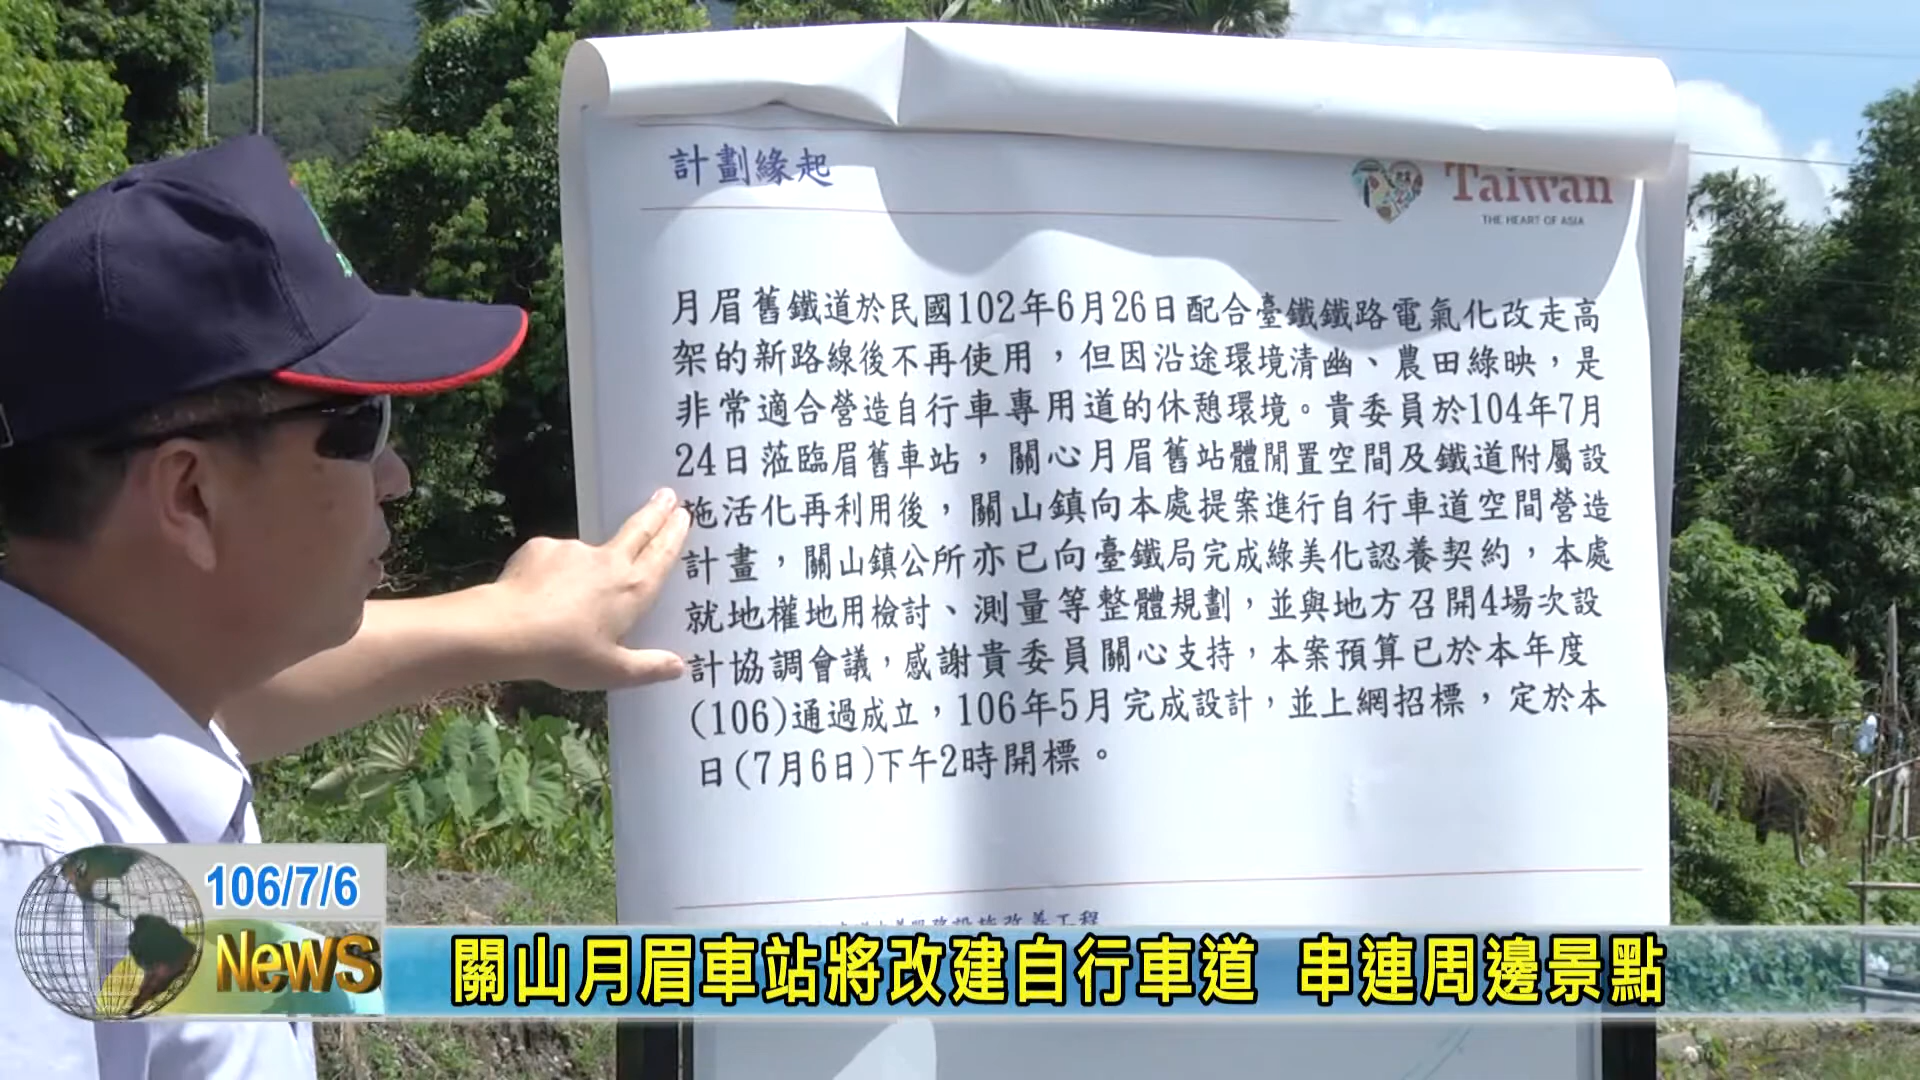 計劃緣起
Taiwan
THE HEART OF ASIA
月眉舊鐵道於民國102年6月26日配合臺鐵鐵路電氣化改走高
架的新路線後不再使用，但因沿途環境清幽、農田綠映，是
非常適合營造自行車專用道的休憩環境。貴委員於104年7月
24日蒞臨眉舊車站，關心月眉舊站體閒置空間及鐵道附屬設
施活化再利用後，關山鎮向本處提案進行自行車道空間營造
計畫，關山鎮公所亦已向臺鐵局完成綠美化認養契約，本處
就地權地用檢討、測量等整體規劃，並與地方召開4場次設
計協調會議，感謝貴委員關心支持，本案預算已於本年度
(106)通過成立，106年5月完成設計，並上網招標，定於本
日(7月6日)下午2時開標。
服務設施改善工程
106/7/6
News
關山月眉車站將改建自行車道 串連周邊景點